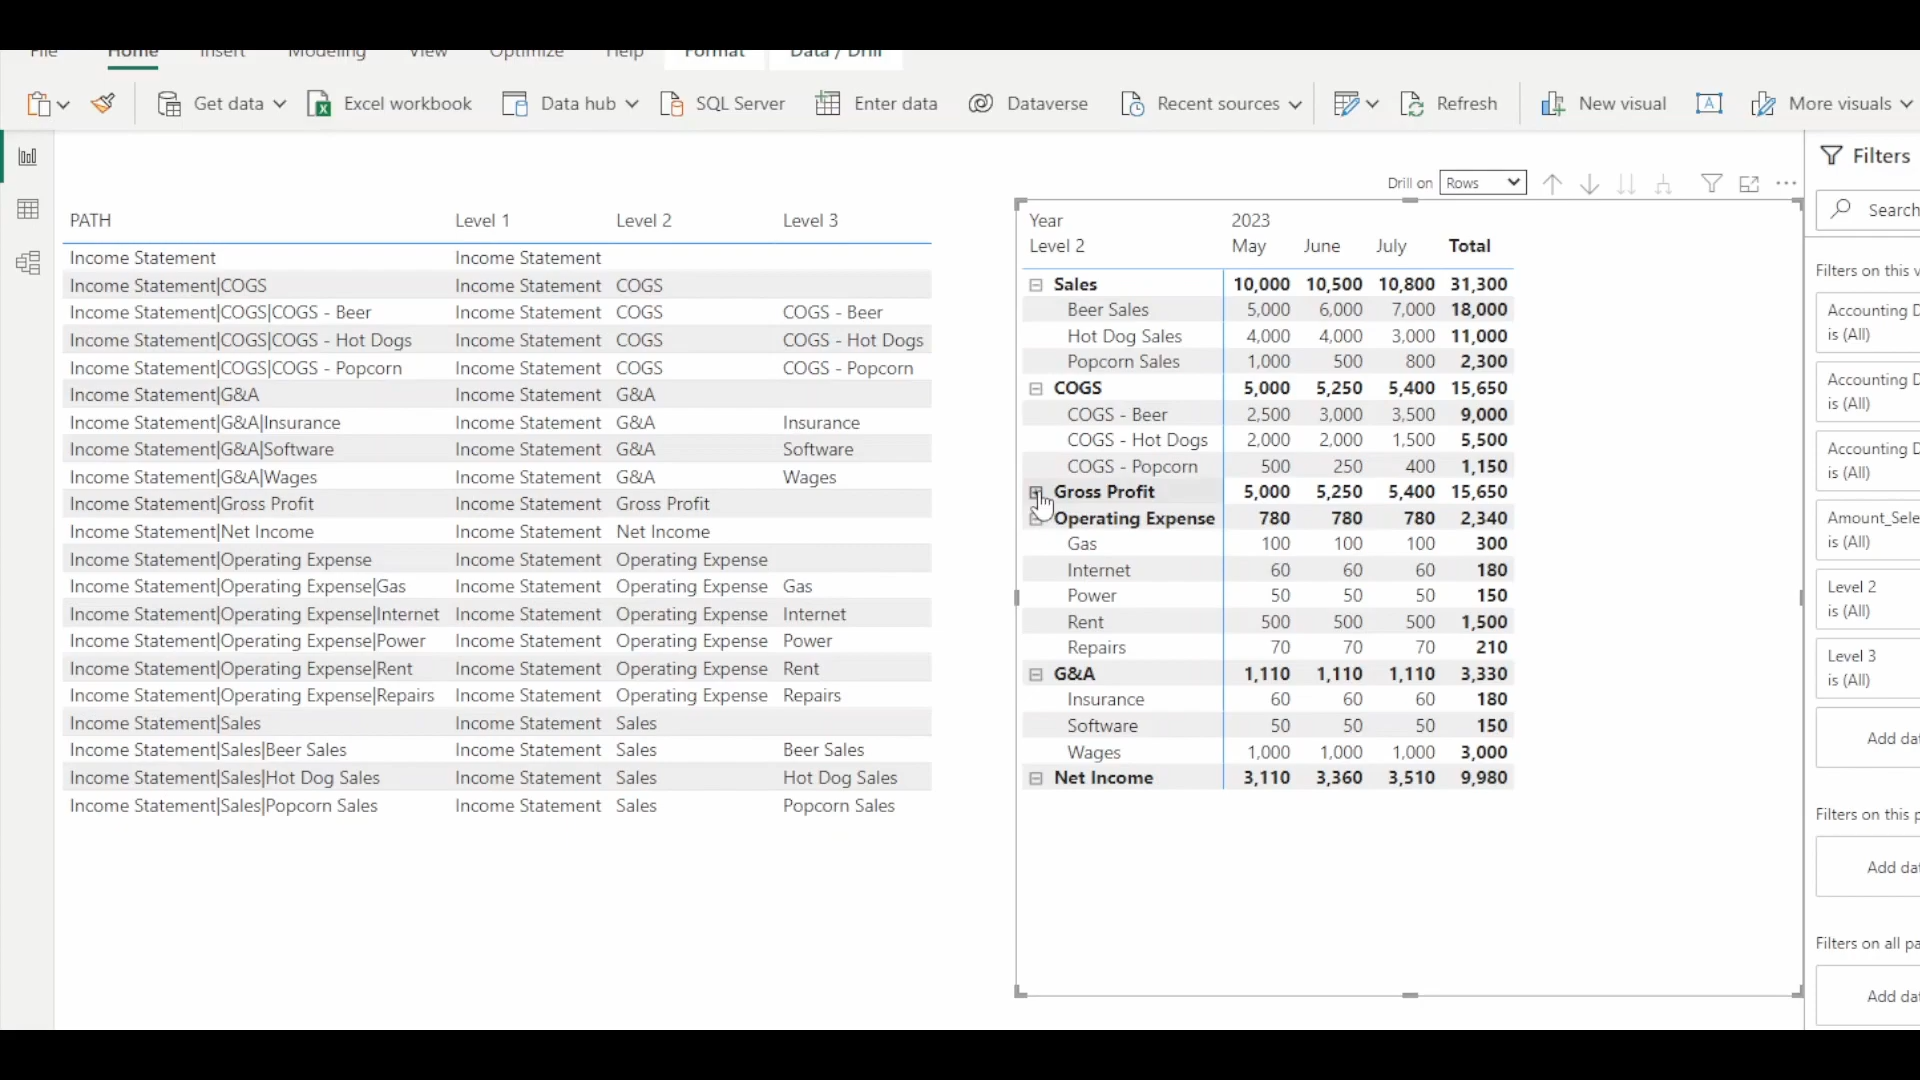 File Home Insert Modeling View Optimize Help Format Data / Drill
Get data Excel workbook Data hub SQL Server Enter data Dataverse Recent sources Refresh New visual More visuals
Filters
Drill on Rows
Search
PATH Level 1 Level 2 Level 3
Income Statement Income Statement
Income Statement|COGS Income Statement COGS
Income Statement|COGS|COGS - Beer Income Statement COGS COGS - Beer
Income Statement|COGS|COGS - Hot Dogs Income Statement COGS COGS - Hot Dogs
Income Statement|COGS|COGS - Popcorn Income Statement COGS COGS - Popcorn
Income Statement|G&A Income Statement G&A
Income Statement|G&A|Insurance Income Statement G&A Insurance
Income Statement|G&A|Software Income Statement G&A Software
Income Statement|G&A|Wages Income Statement G&A Wages
Income Statement|Gross Profit Income Statement Gross Profit
Income Statement|Net Income Income Statement Net Income
Income Statement|Operating Expense Income Statement Operating Expense
Income Statement|Operating Expense|Gas Income Statement Operating Expense Gas
Income Statement|Operating Expense|Internet Income Statement Operating Expense Internet
Income Statement|Operating Expense|Power Income Statement Operating Expense Power
Income Statement|Operating Expense|Rent Income Statement Operating Expense Rent
Income Statement|Operating Expense|Repairs Income Statement Operating Expense Repairs
Income Statement|Sales Income Statement Sales
Income Statement|Sales|Beer Sales Income Statement Sales Beer Sales
Income Statement|Sales|Hot Dog Sales Income Statement Sales Hot Dog Sales
Income Statement|Sales|Popcorn Sales Income Statement Sales Popcorn Sales
Year 2023
Level 2 May June July Total
Sales 10,000 10,500 10,800 31,300
Beer Sales 5,000 6,000 7,000 18,000
Hot Dog Sales 4,000 4,000 3,000 11,000
Popcorn Sales 1,000 500 800 2,300
COGS 5,000 5,250 5,400 15,650
COGS - Beer 2,500 3,000 3,500 9,000
COGS - Hot Dogs 2,000 2,000 1,500 5,500
COGS - Popcorn 500 250 400 1,150
Gross Profit 5,000 5,250 5,400 15,650
Operating Expense 780 780 780 2,340
Gas 100 100 100 300
Internet 60 60 60 180
Power 50 50 50 150
Rent 500 500 500 1,500
Repairs 70 70 70 210
G&A 1,110 1,110 1,110 3,330
Insurance 60 60 60 180
Software 50 50 50 150
Wages 1,000 1,000 1,000 3,000
Net Income 3,110 3,360 3,510 9,980
Filters on this v
Accounting D
is (All)
Accounting D
is (All)
Accounting D
is (All)
Amount_Sele
is (All)
Level 2
is (All)
Level 3
is (All)
Add dat
Filters on this p
Add dat
Filters on all pa
Add dat